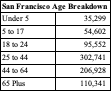 San Francisco Age Breakdown
Under 5 35,299
5 to 17 54,602
18 to 24 95,552
25 to 44 302,741
44 to 64 206,928
65 Plus 110,341